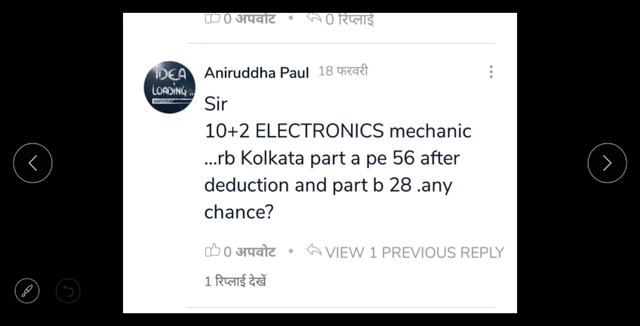 0 अपवोट • 0 रिप्लाई
IDEA
LOADING...
Aniruddha Paul 18 फरवरी
Sir
10+2 ELECTRONICS mechanic
...rb Kolkata part a pe 56 after
deduction and part b 28 .any
chance?
0 अपवोट • VIEW 1 PREVIOUS REPLY
1 रिप्लाई देखें